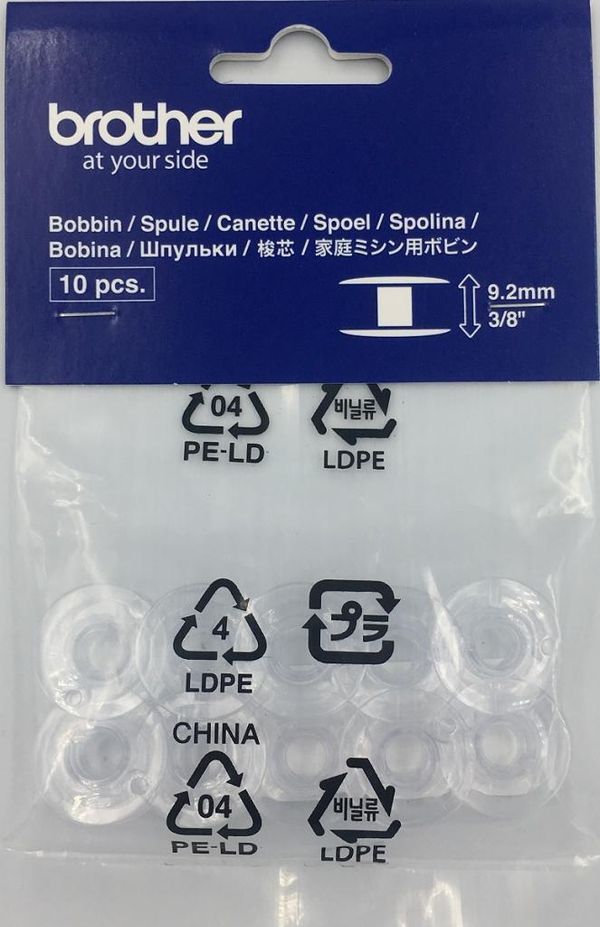 brother
at your side
Bobbin / Spule / Canette / Spoel / Spolina /
Bobina / Шпульки / 梭芯 / 家庭ミシン用ボビン
10 pcs.
9.2mm
3/8"
04
PE-LD
비닐류
LDPE
4
LDPE
プラ
CHINA
04
PE-LD
비닐류
LDPE